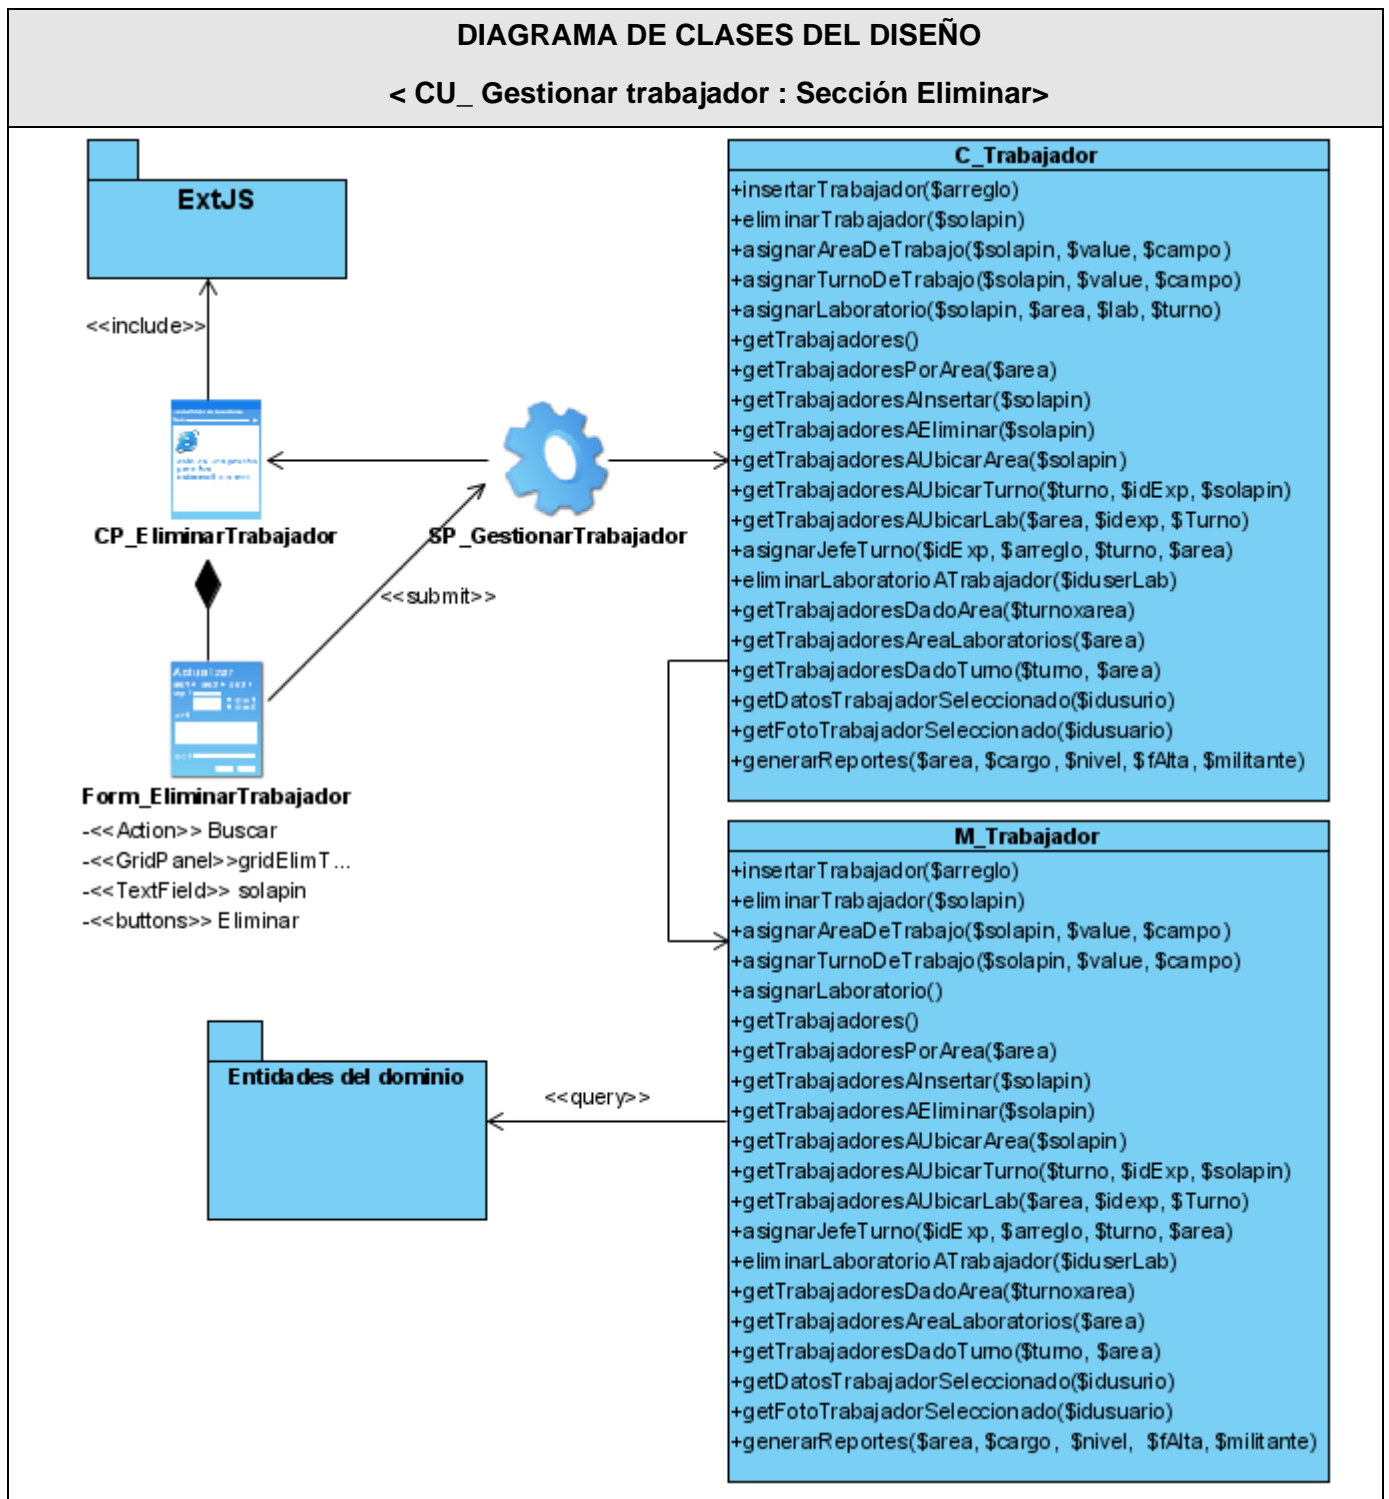 DIAGRAMA DE CLASES DEL DISEÑO
< CU_ Gestionar trabajador : Sección Eliminar>
ExtJS
<<include>>
CP_EliminarTrabajador
SP_GestionarTrabajador
<<submit>>
Actualizar
Form_EliminarTrabajador
-<<Action>> Buscar
-<<GridPanel>>gridElimT...
-<<TextField>> solapin
-<<buttons>> Eliminar
C_Trabajador
+insertarTrabajador($arreglo)
+eliminarTrabajador($solapin)
+asignarAreaDeTrabajo($solapin, $value, $campo)
+asignarTurnoDeTrabajo($solapin, $value, $campo)
+asignarLaboratorio($solapin, $area, $lab, $turno)
+getTrabajadores()
+getTrabajadoresPorArea($area)
+getTrabajadoresAInsertar($solapin)
+getTrabajadoresAEliminar($solapin)
+getTrabajadoresAUbicarArea($solapin)
+getTrabajadoresAUbicarTurno($turno, $idExp, $solapin)
+getTrabajadoresAUbicarLab($area, $idexp, $Turno)
+asignarJefeTurno($idExp, $arreglo, $turno, $area)
+eliminarLaboratorioATrabajador($iduserLab)
+getTrabajadoresDadoArea($turnoxarea)
+getTrabajadoresAreaLaboratorios($area)
+getTrabajadoresDadoTurno($turno, $area)
+getDatosTrabajadorSeleccionado($idusurio)
+getFotoTrabajadorSeleccionado($idusuario)
+generarReportes($area, $cargo, $nivel, $fAlta, $militante)
M_Trabajador
+insertarTrabajador($arreglo)
+eliminarTrabajador($solapin)
+asignarAreaDeTrabajo($solapin, $value, $campo)
+asignarTurnoDeTrabajo($solapin, $value, $campo)
+asignarLaboratorio()
+getTrabajadores()
+getTrabajadoresPorArea($area)
+getTrabajadoresAInsertar($solapin)
+getTrabajadoresAEliminar($solapin)
+getTrabajadoresAUbicarArea($solapin)
+getTrabajadoresAUbicarTurno($turno, $idExp, $solapin)
+getTrabajadoresAUbicarLab($area, $idexp, $Turno)
+asignarJefeTurno($idExp, $arreglo, $turno, $area)
+eliminarLaboratorioATrabajador($iduserLab)
+getTrabajadoresDadoArea($turnoxarea)
+getTrabajadoresAreaLaboratorios($area)
+getTrabajadoresDadoTurno($turno, $area)
+getDatosTrabajadorSeleccionado($idusurio)
+getFotoTrabajadorSeleccionado($idusuario)
+generarReportes($area, $cargo, $nivel, $fAlta, $militante)
Entidades del dominio
<<query>>